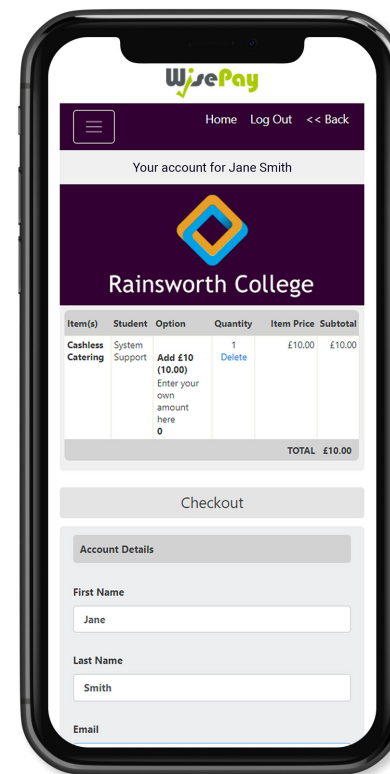 WisePay
Home Log Out << Back
Your account for Jane Smith
Rainsworth College
Item(s) Student Option Quantity Item Price Subtotal
Cashless System 1 £10.00 £10.00
Catering Support Add £10 Delete
(10.00)
Enter your
own
amount
here
0
TOTAL £10.00
Checkout
Account Details
First Name
Jane
Last Name
Smith
Email